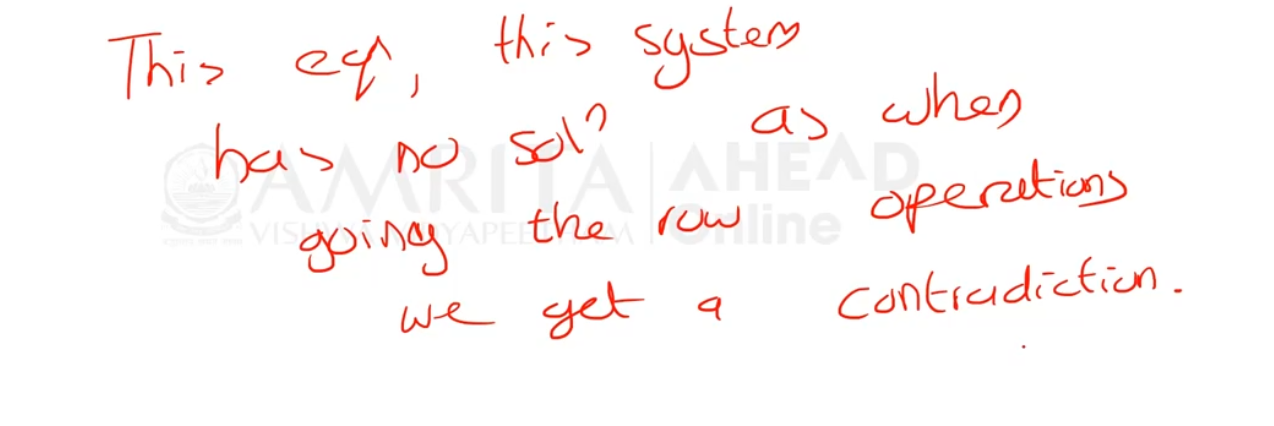 This eqn, this system
has no soln as when
going the row operations
we get a contradiction.
AMRITA AHEAD
VISHWA VIDYAPEETHAM Online